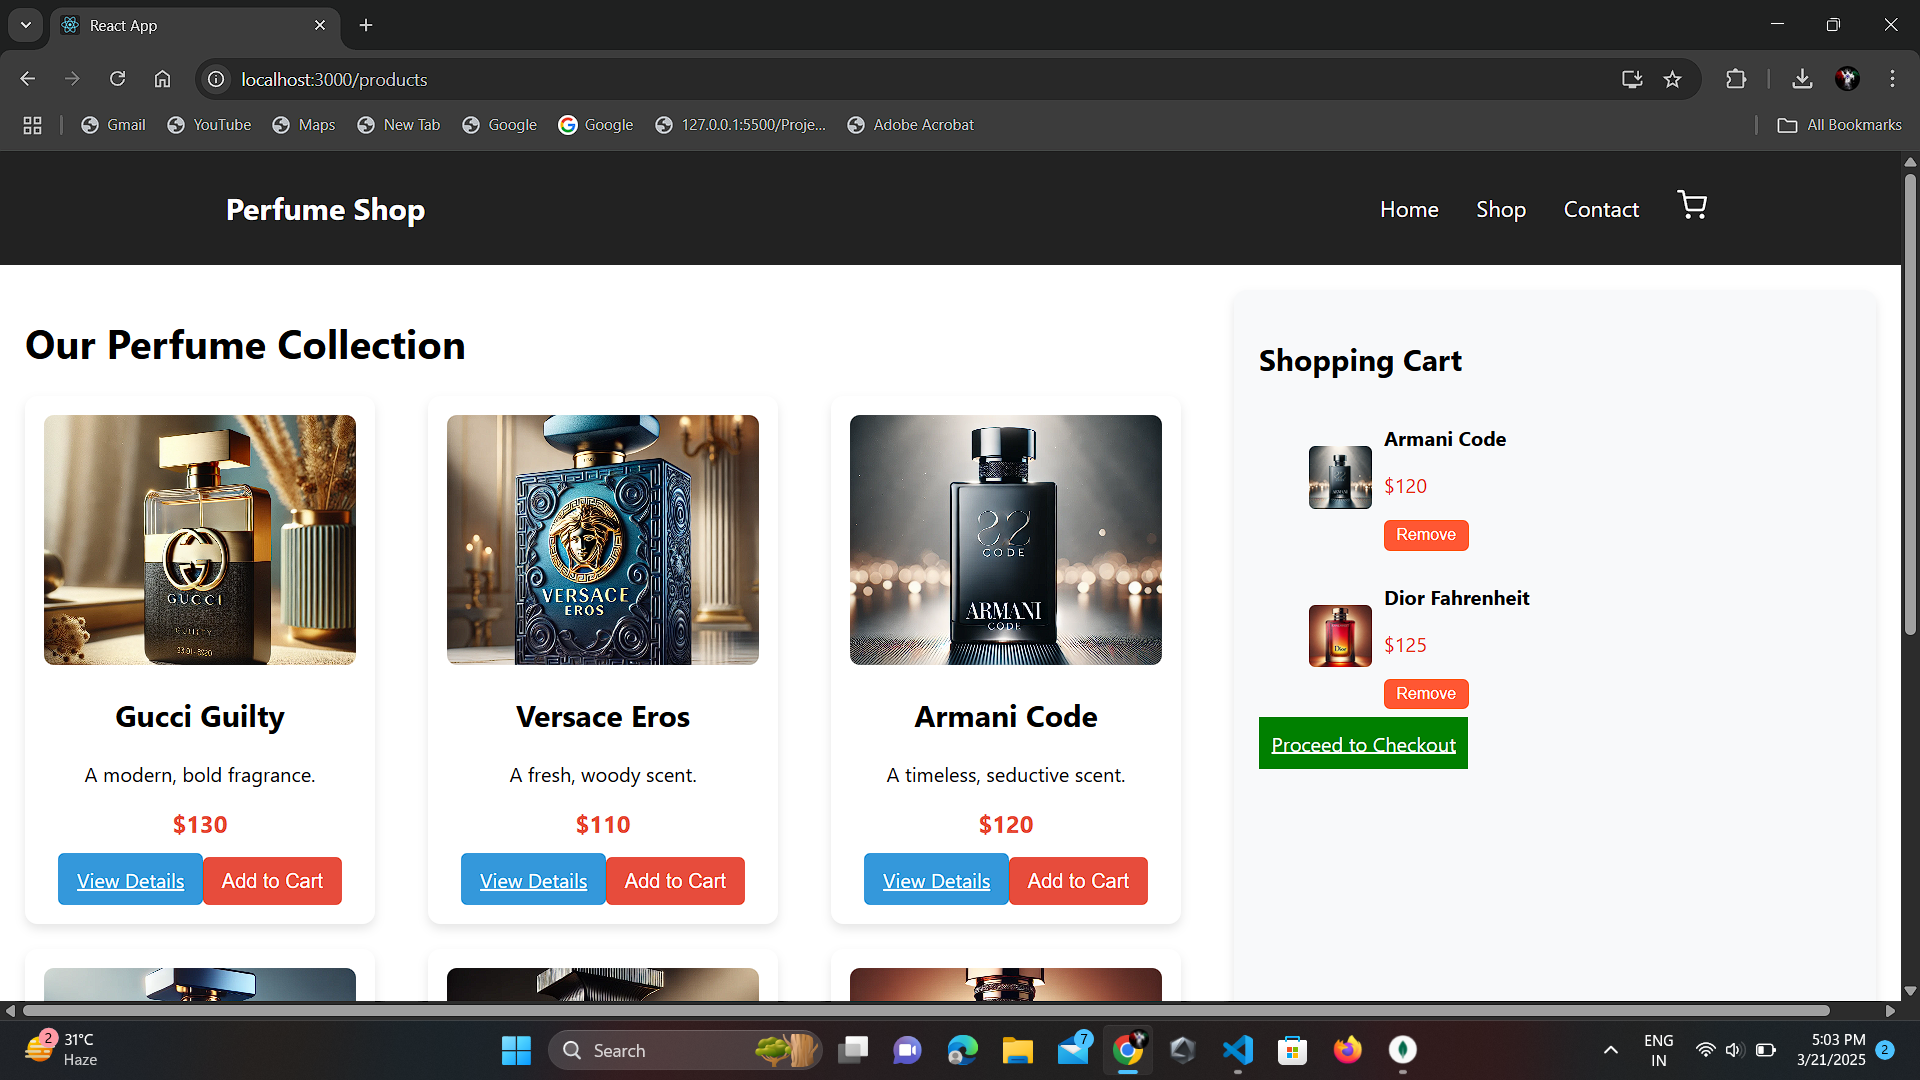 React App
localhost:3000/products
Gmail
YouTube
Maps
New Tab
Google
Google
127.0.0.1:5500/Proje...
Adobe Acrobat
All Bookmarks
Perfume Shop
Home
Shop
Contact
Our Perfume Collection
GUCCI
GUILTY
VERSACE
EROS
CODE
ARMANI
CODE
Gucci Guilty
A modern, bold fragrance.
$130
View Details
Add to Cart
Versace Eros
A fresh, woody scent.
$110
View Details
Add to Cart
Armani Code
A timeless, seductive scent.
$120
View Details
Add to Cart
Shopping Cart
Armani Code
$120
Remove
Dior
Dior Fahrenheit
$125
Remove
Proceed to Checkout
2
31°C
Haze
Search
7
ENG
IN
5:03 PM
3/21/2025
2